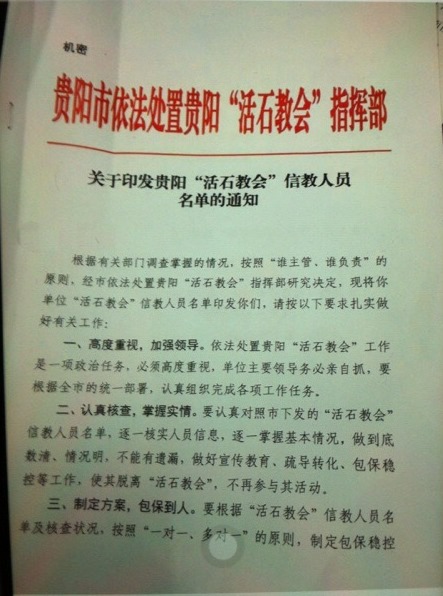 机密
贵阳市依法处置贵阳“活石教会”指挥部
关于印发贵阳“活石教会”信教人员
名单的通知
根据有关部门调查掌握的情况，按照“谁主管、谁负责”的
原则，经市依法处置贵阳“活石教会”指挥部研究决定，现将你
单位“活石教会”信教人员名单印发你们，请按以下要求扎实做
好有关工作：
一、高度重视，加强领导。依法处置贵阳“活石教会”工作
是一项政治任务，必须高度重视，单位主要领导务必亲自抓，要
根据全市的统一部署，认真组织完成各项工作任务。
二、认真核查，掌握实情。要认真对照市下发的“活石教会”
信教人员名单，逐一核实人员信息，逐一掌握基本情况，做到底
数清、情况明，不能有遗漏，做好宣传教育、疏导转化、包保稳
控等工作，使其脱离“活石教会”，不再参与其活动。
三、制定方案，包保到人。要根据“活石教会”信教人员名
单及核查状况，按照“一对一、多对一”的原则，制定包保稳控